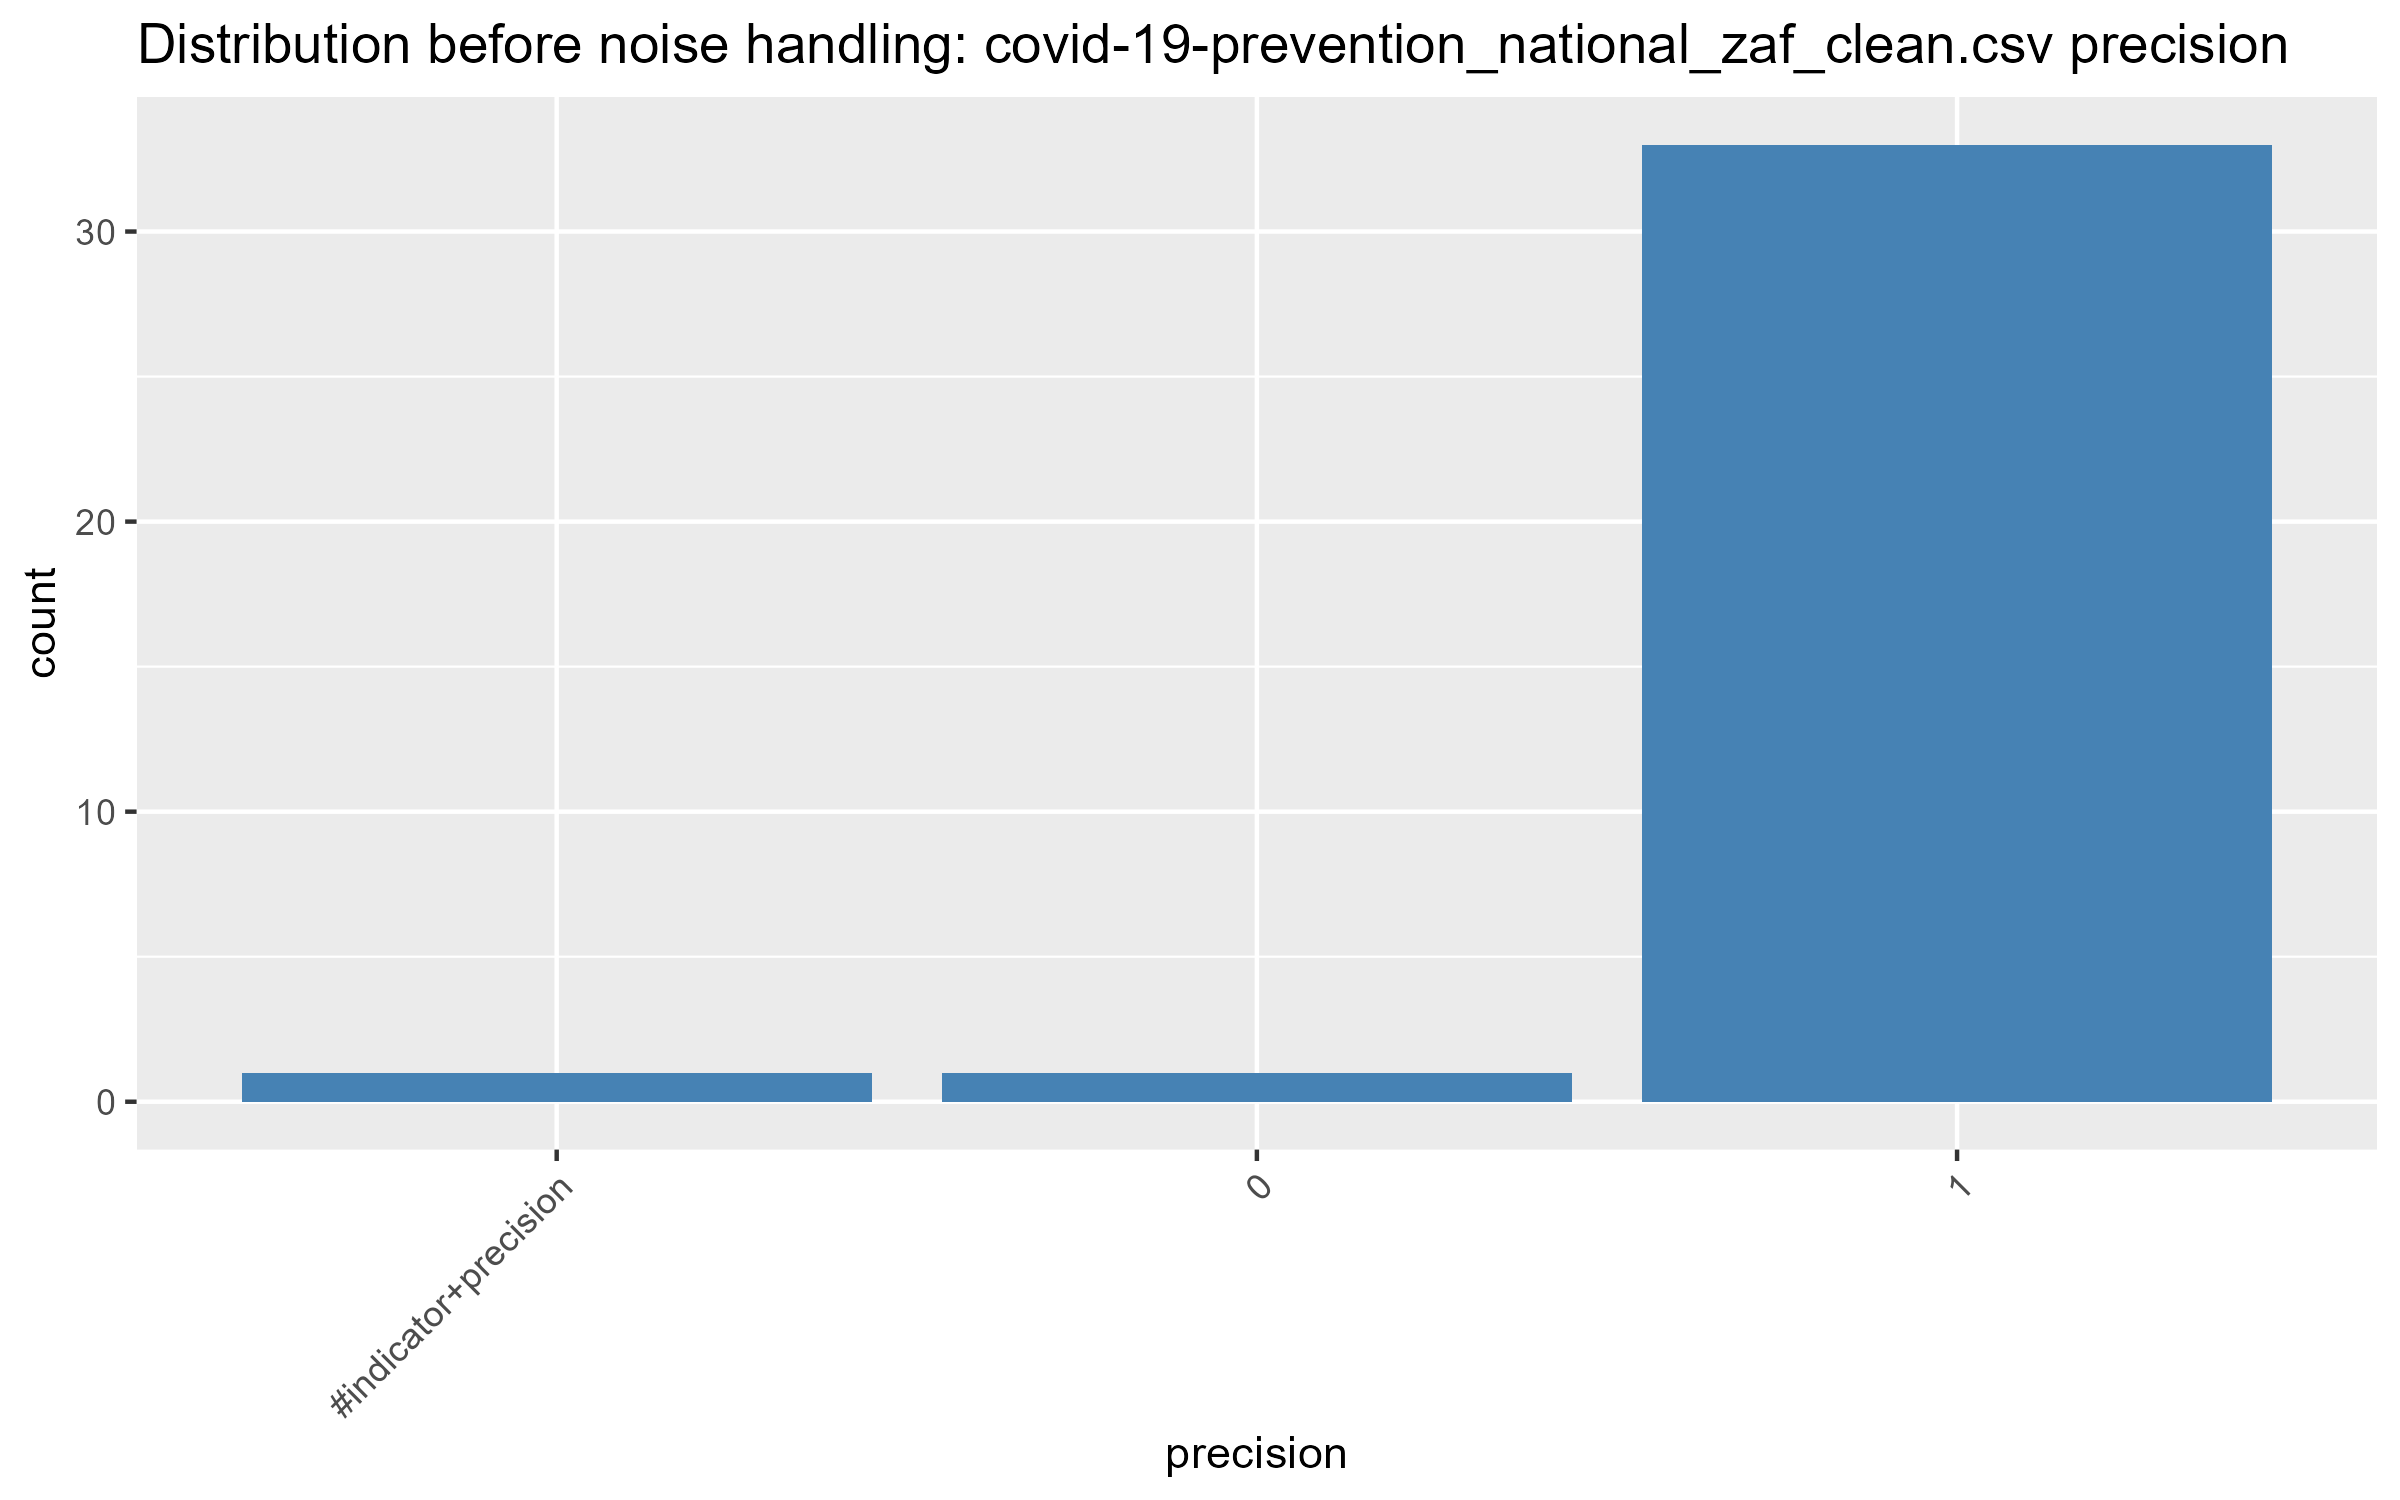 Distribution before noise handling: covid-19-prevention_national_zaf_clean.csv precision
30
20
10
0
count
#indicator+precision
0
1
precision